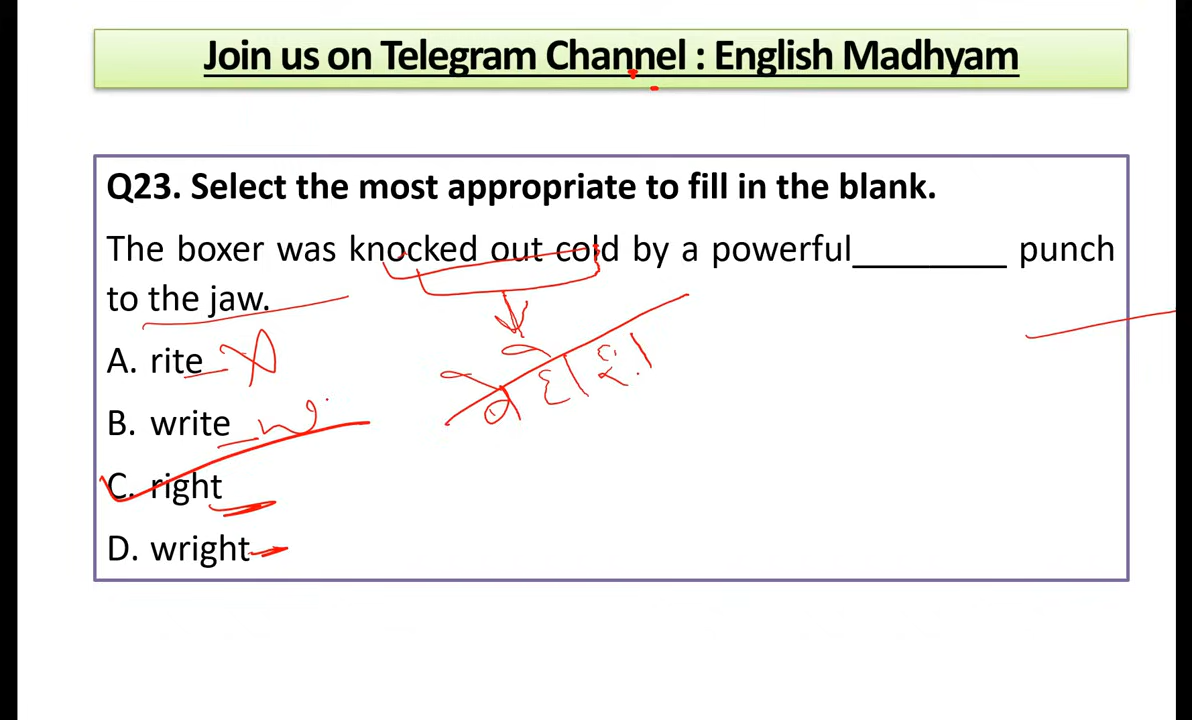 Join us on Telegram Channel : English Madhyam
Q23. Select the most appropriate to fill in the blank.
The boxer was knocked out cold by a powerful________ punch
to the jaw.
A. rite
B. write
C. right
D. wright